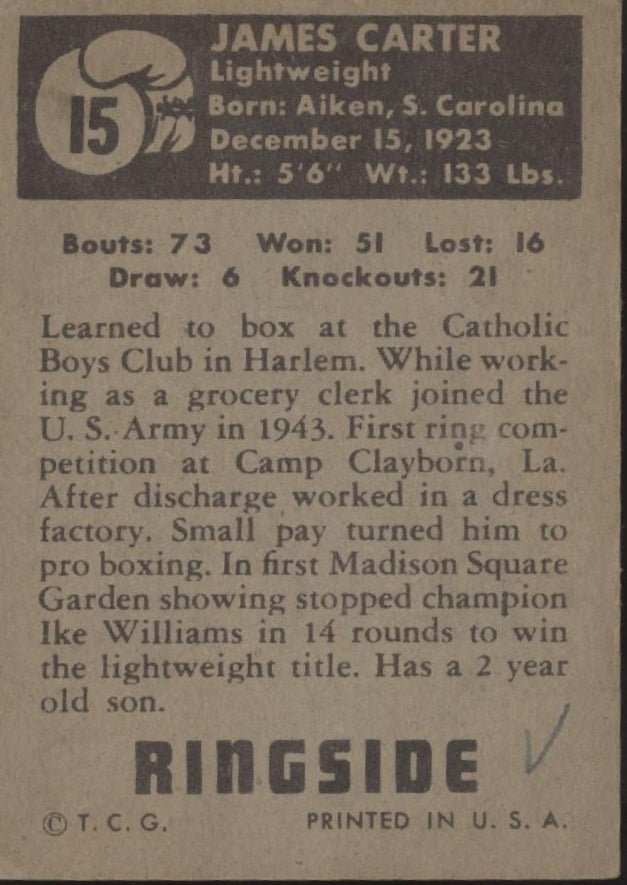 15
JAMES CARTER
Lightweight
Born: Aiken, S. Carolina
December 15, 1923
Ht.: 5'6" Wt.: 133 Lbs.
Bouts: 73 Won: 51 Lost: 16
Draw: 6 Knockouts: 21
Learned to box at the Catholic
Boys Club in Harlem. While work-
ing as a grocery clerk joined the
U. S. Army in 1943. First ring com-
petition at Camp Clayborn, La.
After discharge worked in a dress
factory. Small pay turned him to
pro boxing. In first Madison Square
Garden showing stopped champion
Ike Williams in 14 rounds to win
the lightweight title. Has a 2 year
old son.
RINGSIDE
© T. C. G. PRINTED IN U. S. A.